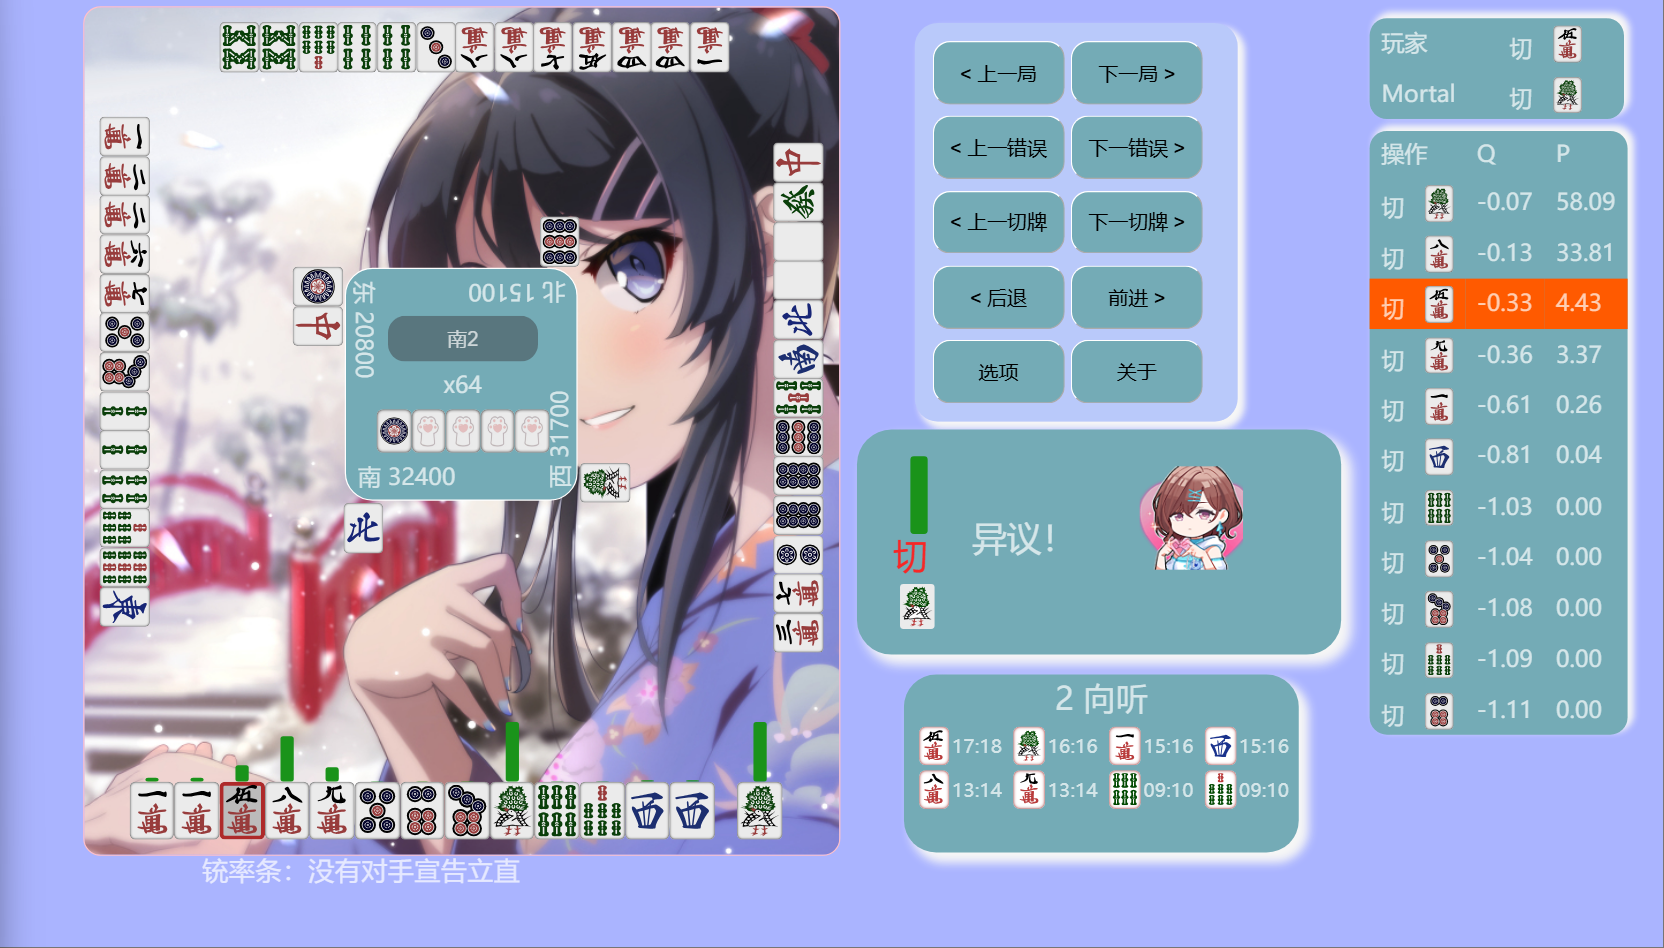 东 20800
北 15100
南2
x64
西 31700
南 32400
铳率条：没有对手宣告立直
< 上一局
下一局 >
< 上一错误
下一错误 >
< 上一切牌
下一切牌 >
< 后退
前进 >
选项
关于
切
异议！
2 向听
17:18 16:16 15:16 15:16
13:14 13:14 09:10 09:10
玩家 切
Mortal 切
操作 Q P
切 -0.07 58.09
切 -0.13 33.81
切 -0.33 4.43
切 -0.36 3.37
切 -0.61 0.26
切 -0.81 0.04
切 -1.03 0.00
切 -1.04 0.00
切 -1.08 0.00
切 -1.09 0.00
切 -1.11 0.00